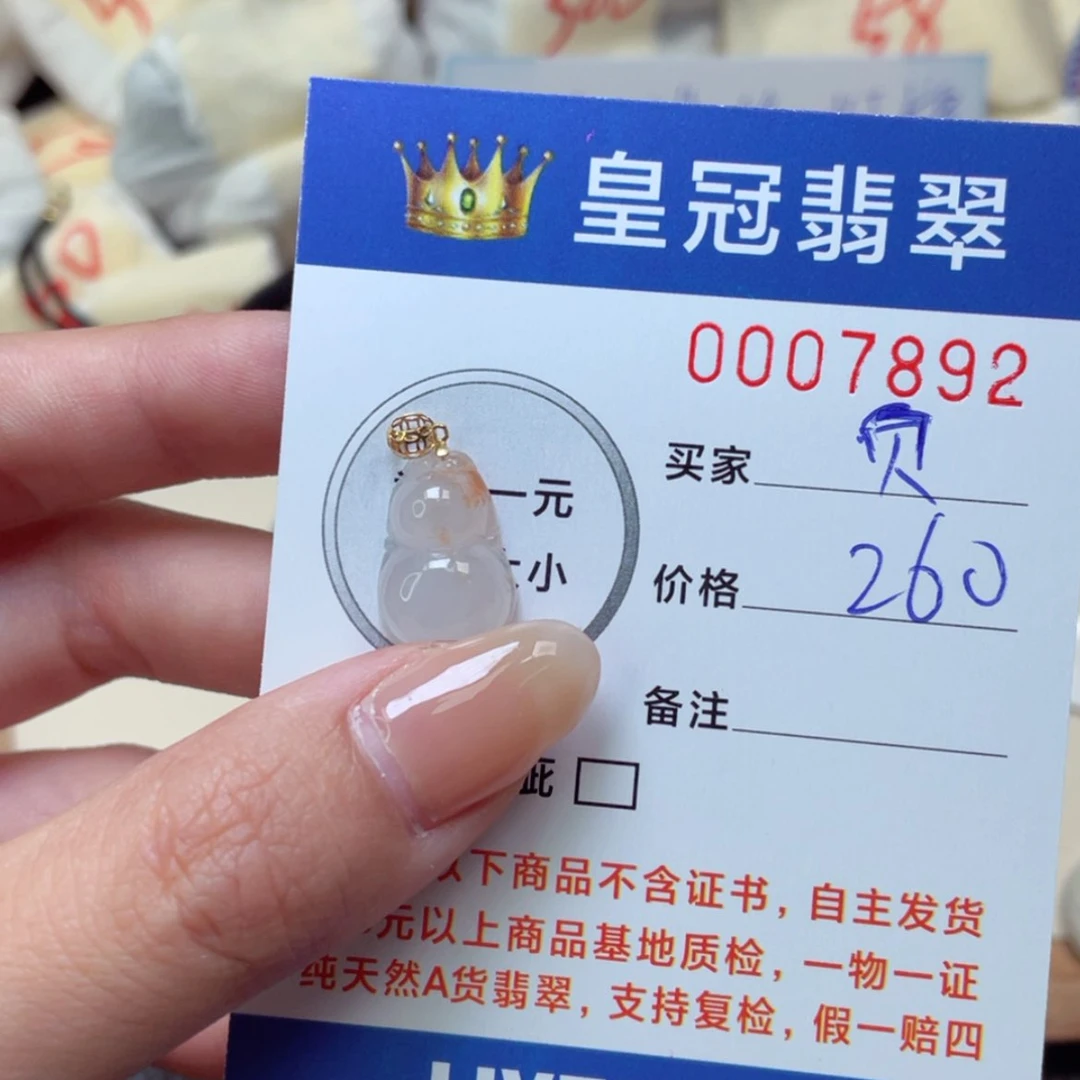 皇冠翡翠
0007892
买家 贝
一元
小
价格 260
备注
疵
以下商品不含证书，自主发货
元以上商品基地质检，一物一证
纯天然A货翡翠，支持复检，假一赔四